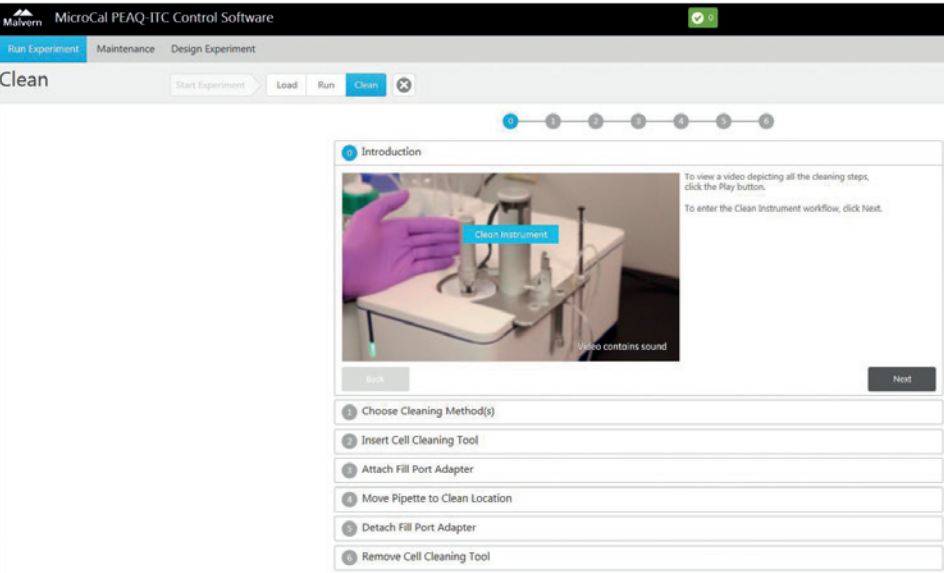 Malvern MicroCal PEAQ-ITC Control Software 0
Run Experiment Maintenance Design Experiment
Clean Start Experiment Load Run Clean
0 1 2 3 4 5 6
0 Introduction
To view a video depicting all the cleaning steps,
click the Play button.
To enter the Clean Instrument workflow, click Next.
Clean Instrument
Video contains sound
Back Next
1 Choose Cleaning Method(s)
2 Insert Cell Cleaning Tool
3 Attach Fill Port Adapter
4 Move Pipette to Clean Location
5 Detach Fill Port Adapter
6 Remove Cell Cleaning Tool